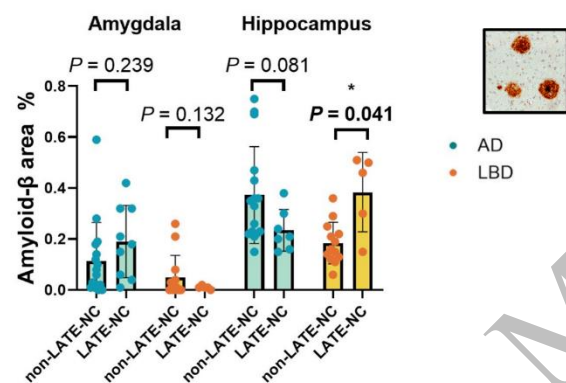 Amygdala Hippocampus
P = 0.239
P = 0.081
P = 0.132
*
P = 0.041
Amyloid-β area %
0.8
0.6
0.4
0.2
0.0
non-LATE-NC
LATE-NC
non-LATE-NC
LATE-NC
non-LATE-NC
LATE-NC
non-LATE-NC
LATE-NC
AD
LBD